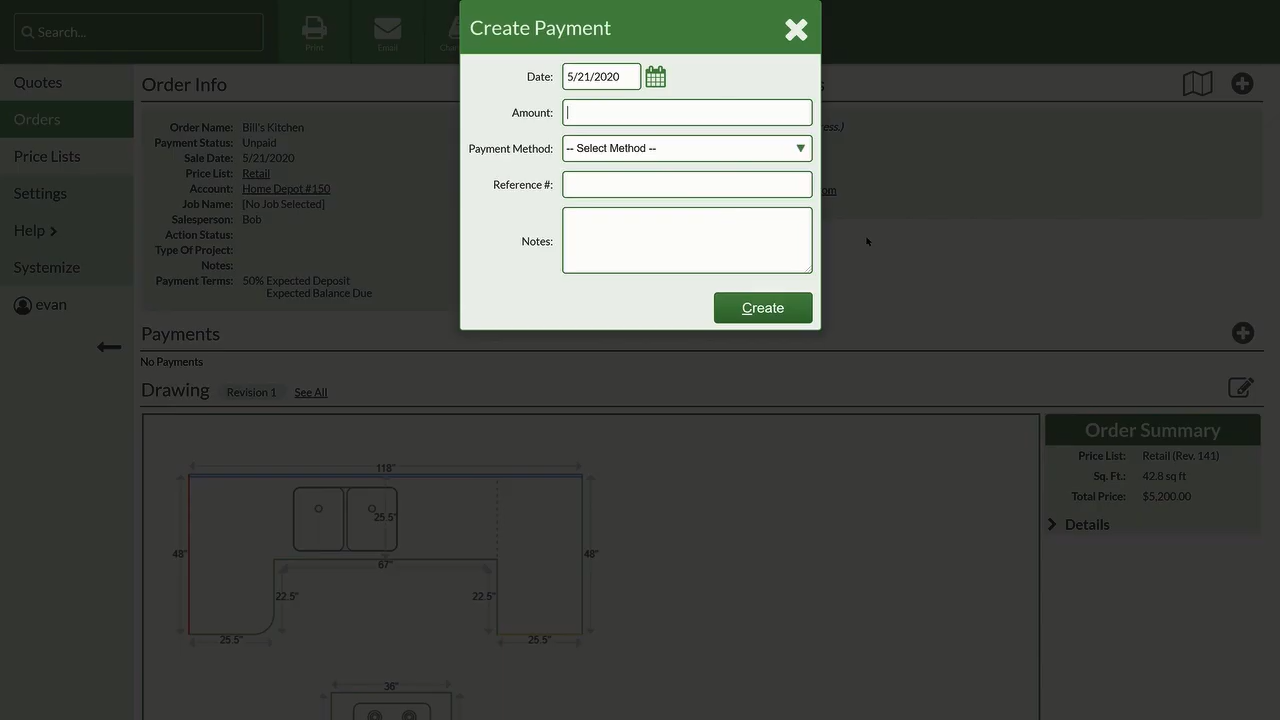 Search...
Print
Email
Create Payment
Date:
5/21/2020
Amount:
Payment Method:
-- Select Method --
Reference #:
Notes:
Create
Quotes
Orders
Price Lists
Settings
Help
Systemize
evan
Order Info
Order Name: Bill's Kitchen
Payment Status: Unpaid
Sale Date: 5/21/2020
Price List: Retail
Account: Home Depot #150
Job Name: [No Job Selected]
Salesperson: Bob
Action Status:
Type Of Project:
Notes:
Payment Terms: 50% Expected Deposit
Expected Balance Due
Payments
No Payments
Drawing Revision 1 See All
118"
25.5"
48"
48"
67"
22.5"
22.5"
25.5"
25.5"
36"
Order Summary
Price List: Retail (Rev. 141)
Sq. Ft.: 42.8 sq ft
Total Price: $5,200.00
Details